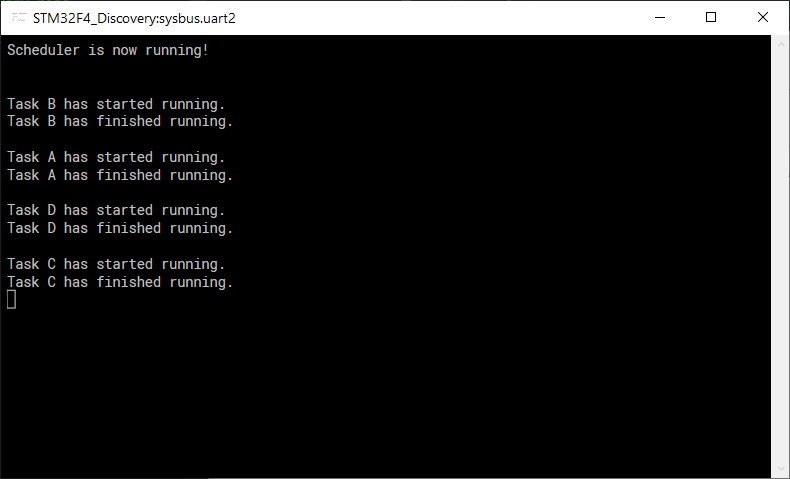 STM32F4_Discovery:sysbus.uart2
Scheduler is now running!
Task B has started running.
Task B has finished running.
Task A has started running.
Task A has finished running.
Task D has started running.
Task D has finished running.
Task C has started running.
Task C has finished running.